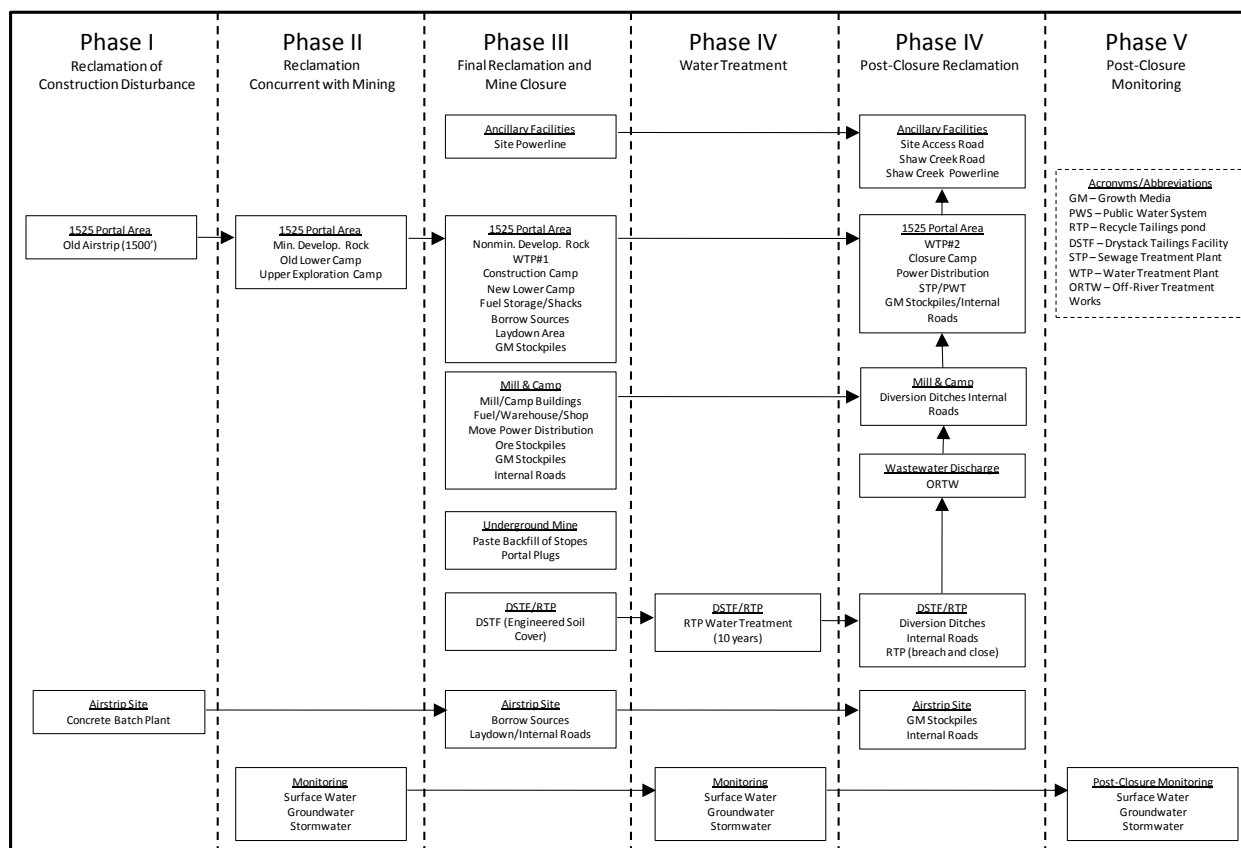 Phase I
Reclamation of
Construction Disturbance
Phase II
Reclamation
Concurrent with Mining
Phase III
Final Reclamation and
Mine Closure
Phase IV
Water Treatment
Phase IV
Post-Closure Reclamation
Phase V
Post-Closure
Monitoring
Ancillary Facilities
Site Powerline
Ancillary Facilities
Site Access Road
Shaw Creek Road
Shaw Creek Powerline
Acronyms/Abbreviations
GM – Growth Media
PWS – Public Water System
RTP – Recycle Tailings pond
DSTF – Drystack Tailings Facility
STP – Sewage Treatment Plant
WTP – Water Treatment Plant
ORTW – Off-River Treatment
Works
1525 Portal Area
Old Airstrip (1500')
1525 Portal Area
Min. Develop. Rock
Old Lower Camp
Upper Exploration Camp
1525 Portal Area
Nonmin. Develop. Rock
WTP#1
Construction Camp
New Lower Camp
Fuel Storage/Shacks
Borrow Sources
Laydown Area
GM Stockpiles
1525 Portal Area
WTP#2
Closure Camp
Power Distribution
STP/PWT
GM Stockpiles/Internal
Roads
Mill & Camp
Mill/Camp Buildings
Fuel/Warehouse/Shop
Move Power Distribution
Ore Stockpiles
GM Stockpiles
Internal Roads
Mill & Camp
Diversion Ditches Internal
Roads
Wastewater Discharge
ORTW
Underground Mine
Paste Backfill of Stopes
Portal Plugs
DSTF/RTP
DSTF (Engineered Soil
Cover)
DSTF/RTP
RTP Water Treatment
(10 years)
DSTF/RTP
Diversion Ditches
Internal Roads
RTP (breach and close)
Airstrip Site
Concrete Batch Plant
Airstrip Site
Borrow Sources
Laydown/Internal Roads
Airstrip Site
GM Stockpiles
Internal Roads
Monitoring
Surface Water
Groundwater
Stormwater
Monitoring
Surface Water
Groundwater
Stormwater
Post-Closure Monitoring
Surface Water
Groundwater
Stormwater